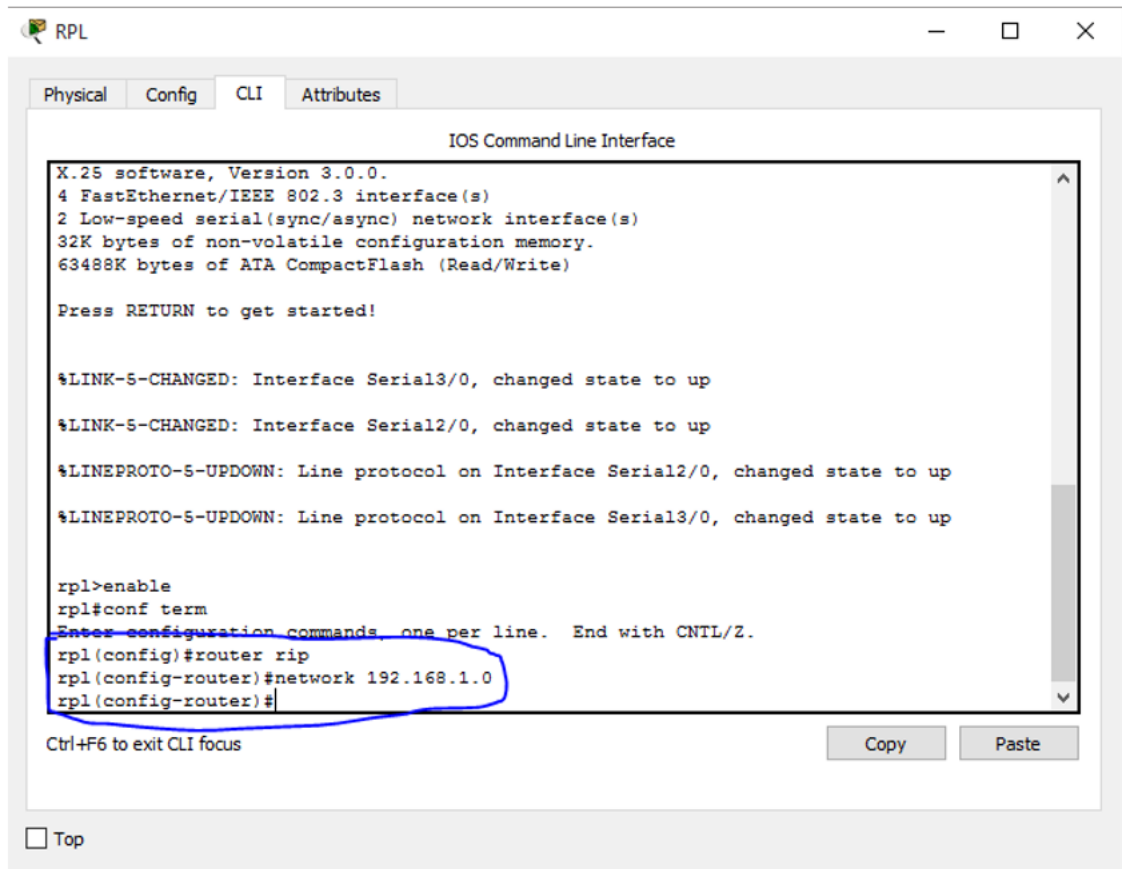 RPL
Physical Config CLI Attributes
IOS Command Line Interface
X.25 software, Version 3.0.0.
4 FastEthernet/IEEE 802.3 interface(s)
2 Low-speed serial(sync/async) network interface(s)
32K bytes of non-volatile configuration memory.
63488K bytes of ATA CompactFlash (Read/Write)
Press RETURN to get started!
%LINK-5-CHANGED: Interface Serial3/0, changed state to up
%LINK-5-CHANGED: Interface Serial2/0, changed state to up
%LINEPROTO-5-UPDOWN: Line protocol on Interface Serial2/0, changed state to up
%LINEPROTO-5-UPDOWN: Line protocol on Interface Serial3/0, changed state to up
rpl>enable
rpl#conf term
Enter configuration commands, one per line.  End with CNTL/Z.
rpl(config)#router rip
rpl(config-router)#network 192.168.1.0
rpl(config-router)#
Ctrl+F6 to exit CLI focus
Copy Paste
Top